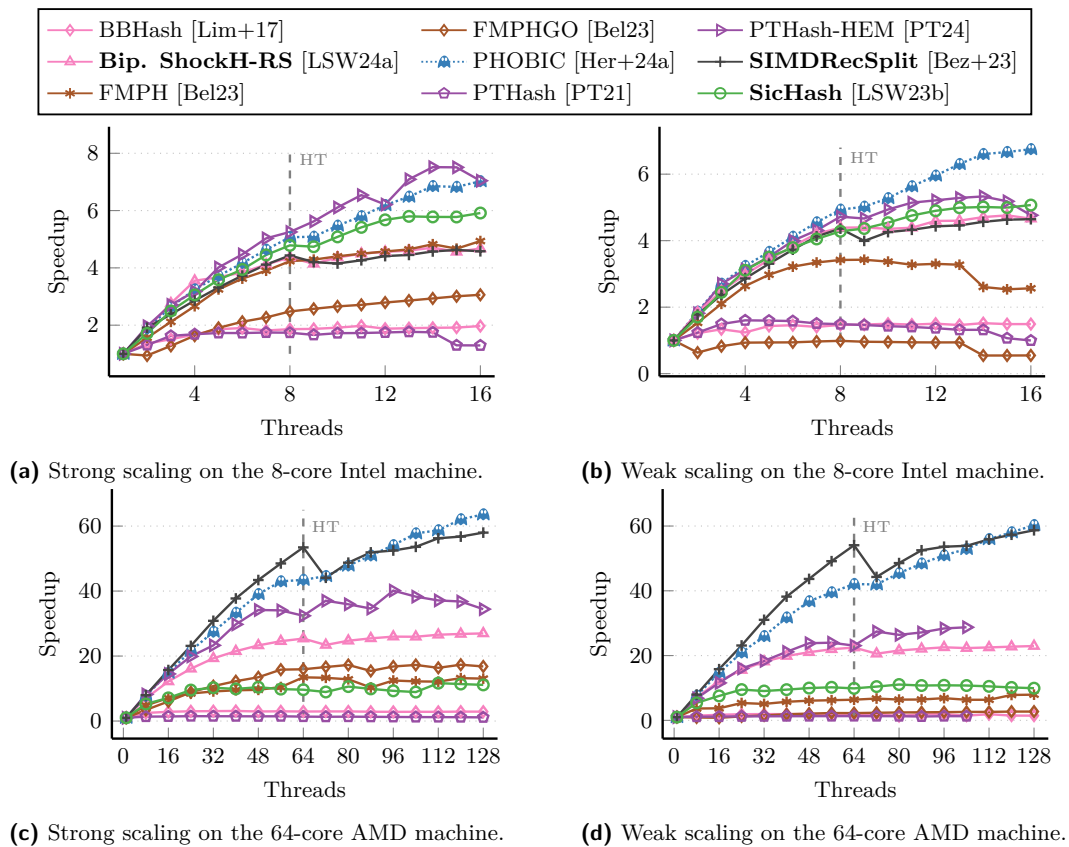 BBHash [Lim+17] FMPHGO [Bel23] PTHash-HEM [PT24]
Bip. ShockH-RS [LSW24a] PHOBIC [Her+24a] SIMDRecSplit [Bez+23]
FMPH [Bel23] PTHash [PT21] SicHash [LSW23b]
8
6
4
2
Speedup
HT
4 8 12 16
Threads
(a) Strong scaling on the 8-core Intel machine.
6
4
2
0
Speedup
HT
4 8 12 16
Threads
(b) Weak scaling on the 8-core Intel machine.
60
40
20
0
Speedup
HT
0 16 32 48 64 80 96 112 128
Threads
(c) Strong scaling on the 64-core AMD machine.
60
40
20
0
Speedup
HT
0 16 32 48 64 80 96 112 128
Threads
(d) Weak scaling on the 64-core AMD machine.